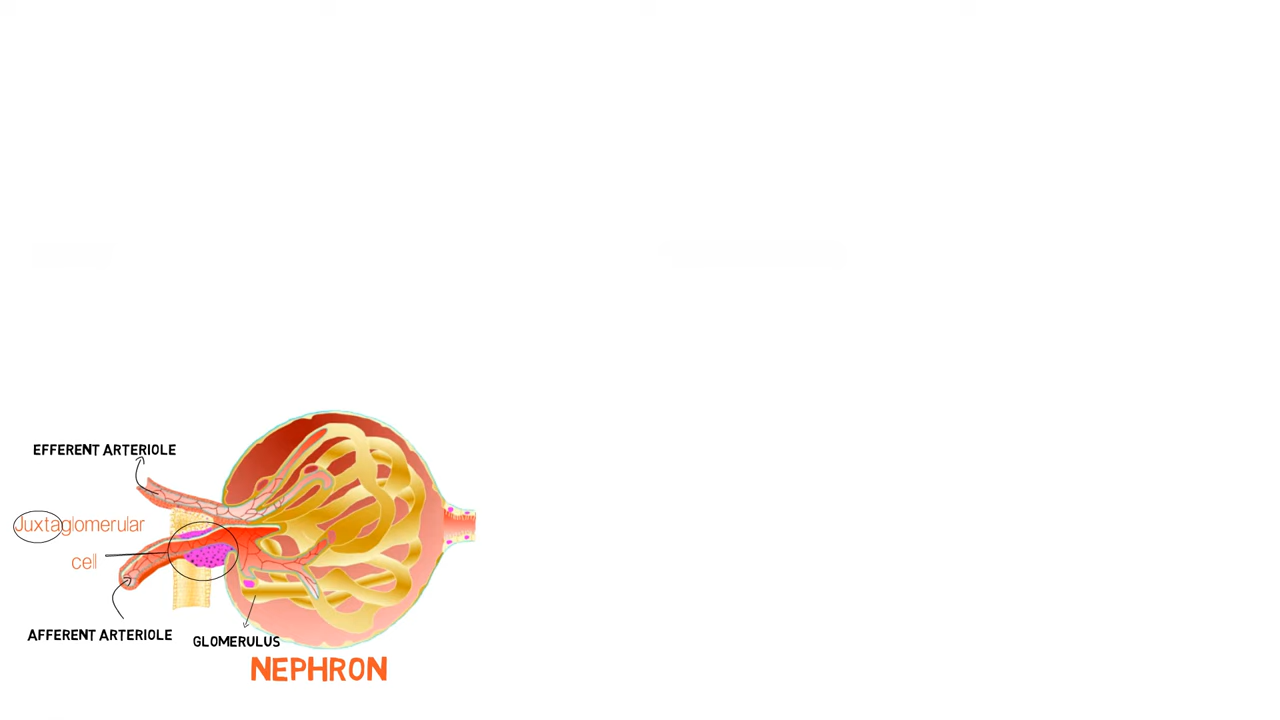 EFFERENT ARTERIOLE
Juxtaglomerular
cell
AFFERENT ARTERIOLE
GLOMERULUS
NEPHRON